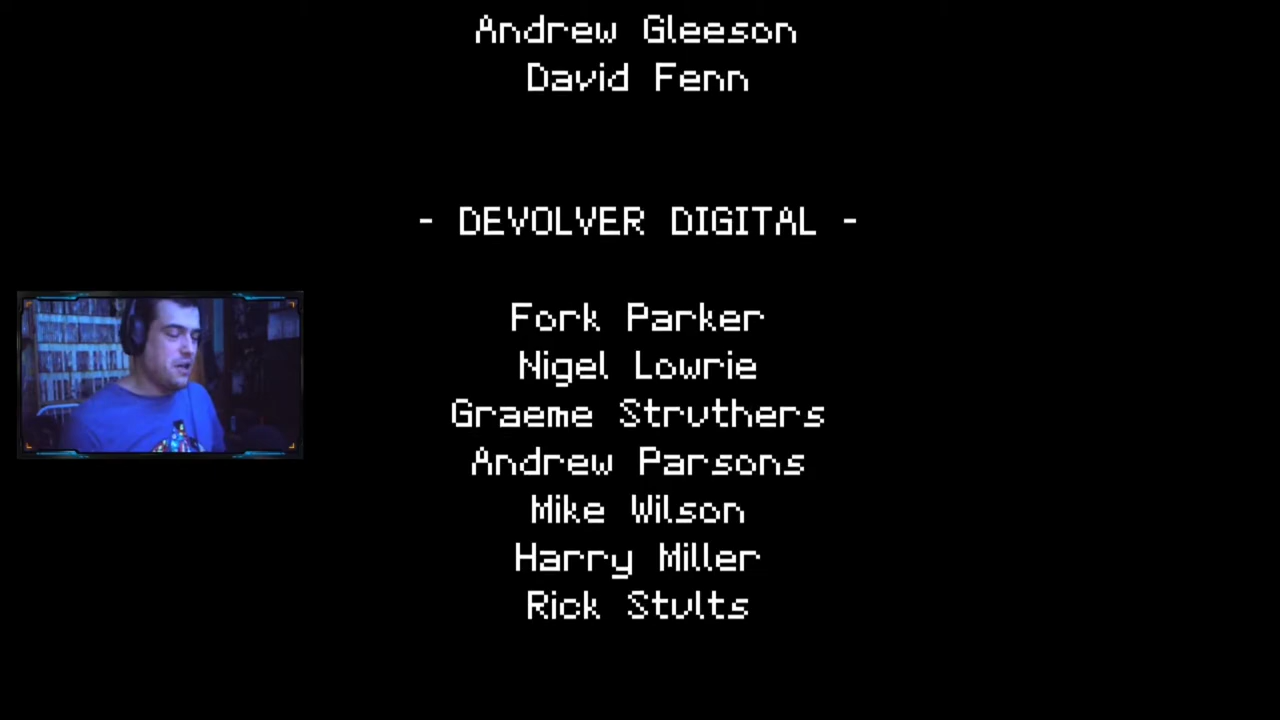 Andrew Gleeson
David Fenn
- DEVOLVER DIGITAL -
Fork Parker
Nigel Lowrie
Graeme Struthers
Andrew Parsons
Mike Wilson
Harry Miller
Rick Stults